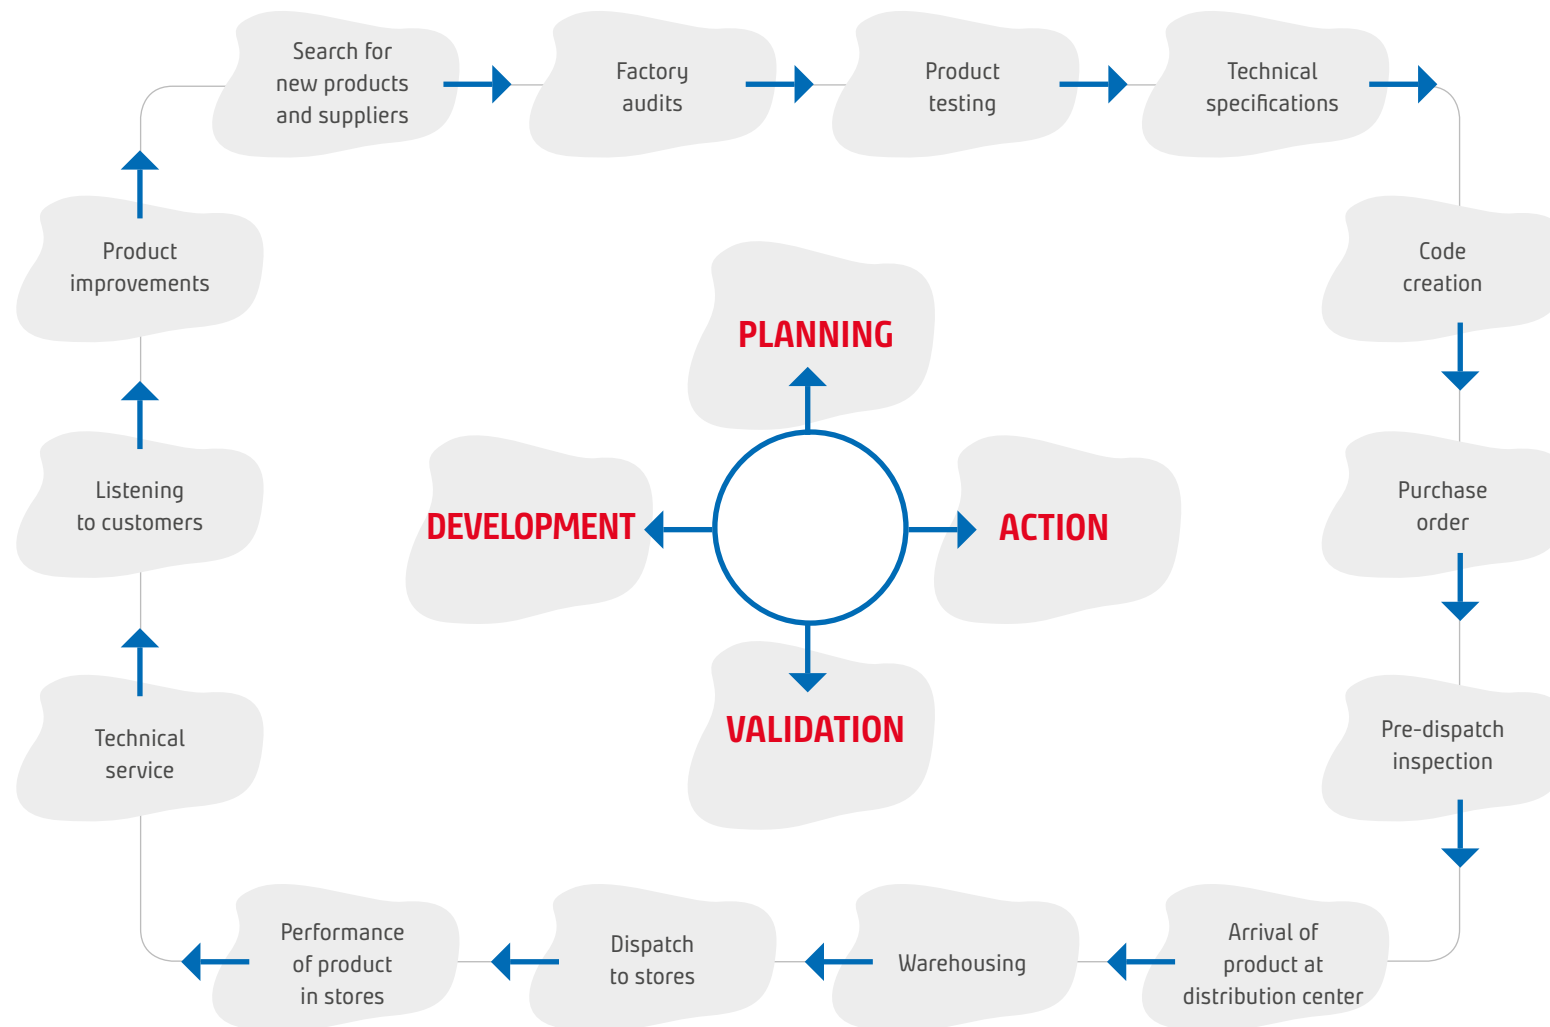 Search for
new products
and suppliers
Factory
audits
Product
testing
Technical
specifications
Code
creation
Purchase
order
Pre-dispatch
inspection
Arrival of
product at
distribution center
Warehousing
Dispatch
to stores
Performance
of product
in stores
Technical
service
Listening
to customers
Product
improvements
PLANNING
ACTION
VALIDATION
DEVELOPMENT